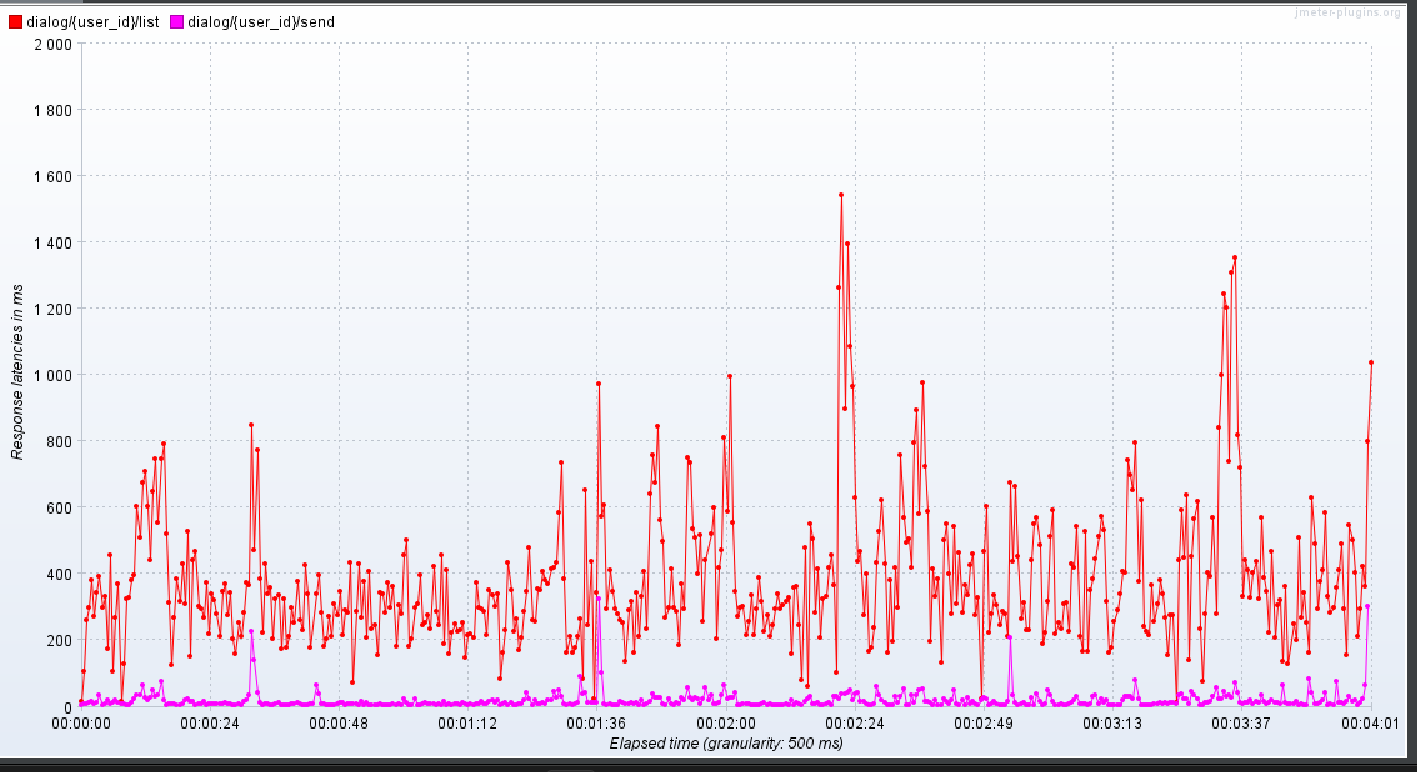 jmeter-plugins.org
dialog/{user_id}/list dialog/{user_id}/send
2 000
1 800
1 600
1 400
1 200
1 000
800
600
400
200
0
Response latencies in ms
00:00:00 00:00:24 00:00:48 00:01:12 00:01:36 00:02:00 00:02:24 00:02:49 00:03:13 00:03:37 00:04:01
Elapsed time (granularity: 500 ms)